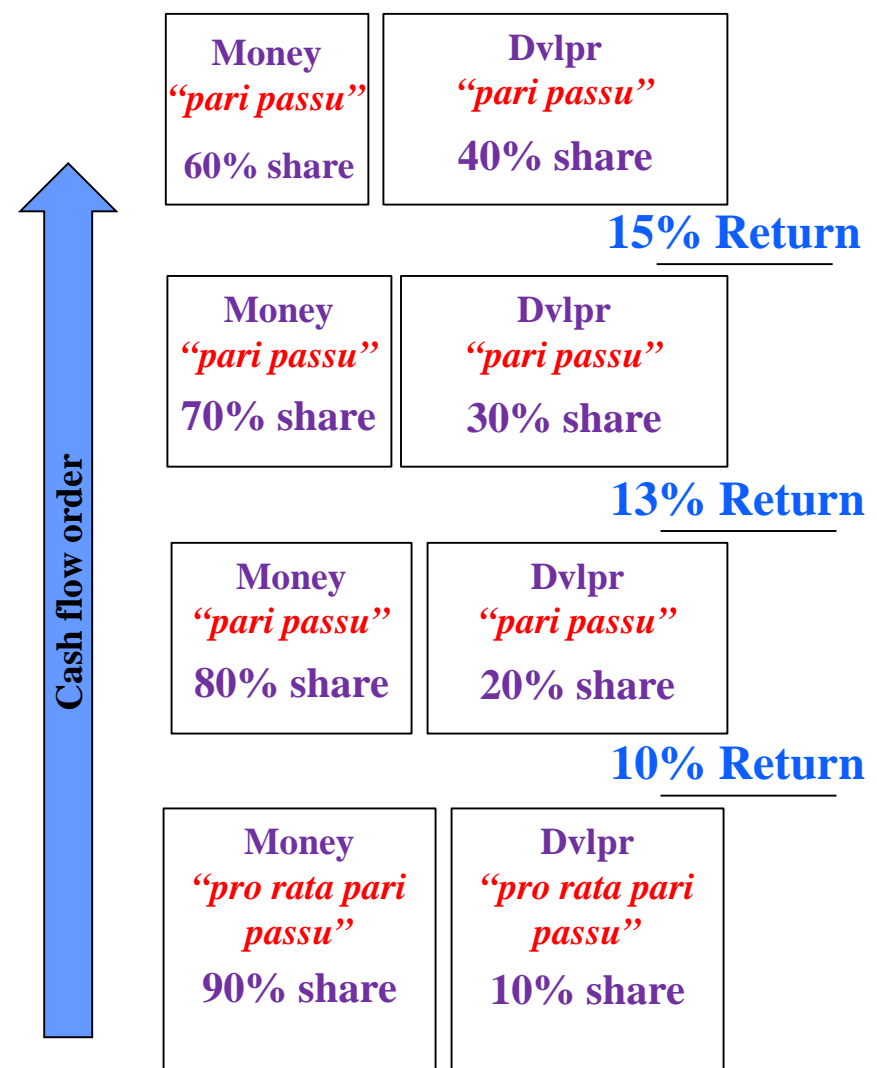 Money
“pari passu”
60% share
Dvlpr
“pari passu”
40% share
15% Return
Money
“pari passu”
70% share
Dvlpr
“pari passu”
30% share
13% Return
Cash flow order
Money
“pari passu”
80% share
Dvlpr
“pari passu”
20% share
10% Return
Money
“pro rata pari
passu”
90% share
Dvlpr
“pro rata pari
passu”
10% share